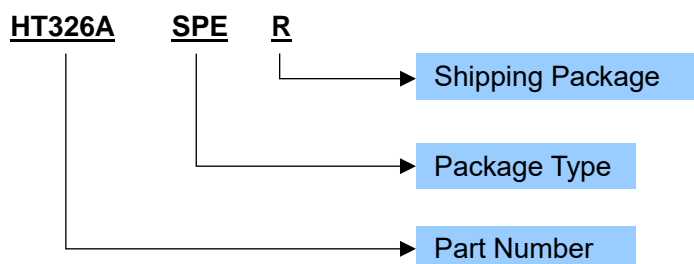 HT326A SPE R
Shipping Package
Package Type
Part Number